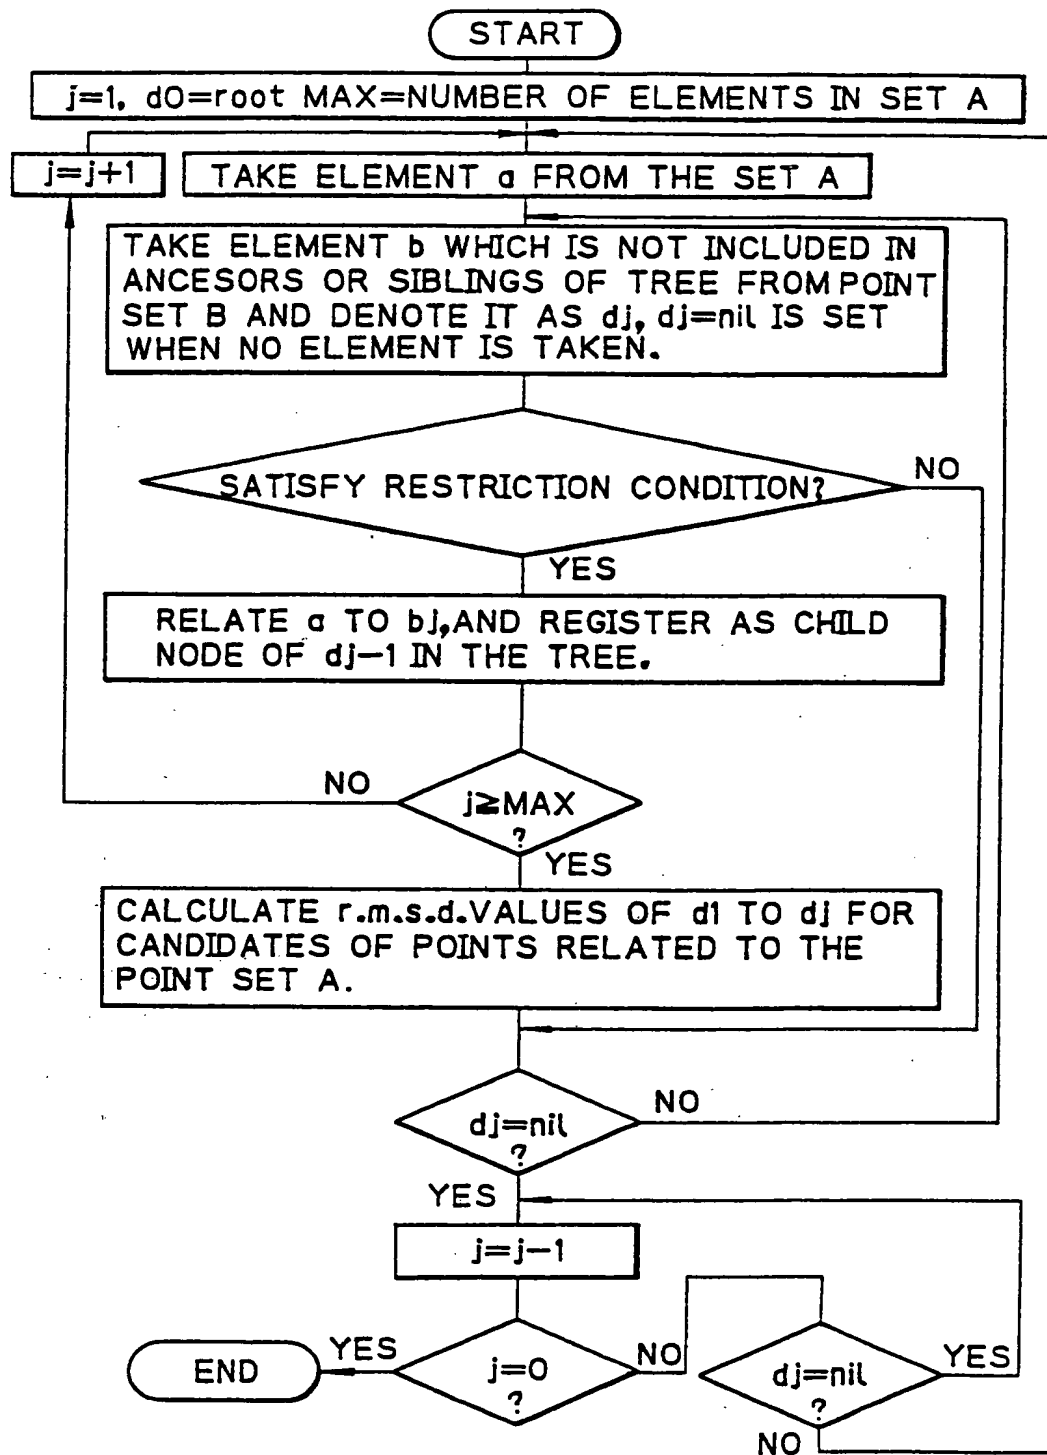 START
j=1, d0=root MAX=NUMBER OF ELEMENTS IN SET A
j=j+1
TAKE ELEMENT a FROM THE SET A
TAKE ELEMENT b WHICH IS NOT INCLUDED IN
ANCESORS OR SIBLINGS OF TREE FROM POINT
SET B AND DENOTE IT AS dj, dj=nil IS SET
WHEN NO ELEMENT IS TAKEN.
SATISFY RESTRICTION CONDITION?
NO
YES
RELATE a TO bj, AND REGISTER AS CHILD
NODE OF dj-1 IN THE TREE.
NO
j≧MAX
?
YES
CALCULATE r.m.s.d. VALUES OF d1 TO dj FOR
CANDIDATES OF POINTS RELATED TO THE
POINT SET A.
dj=nil
?
NO
YES
j=j-1
END
YES
j=0
?
NO
dj=nil
?
YES
NO